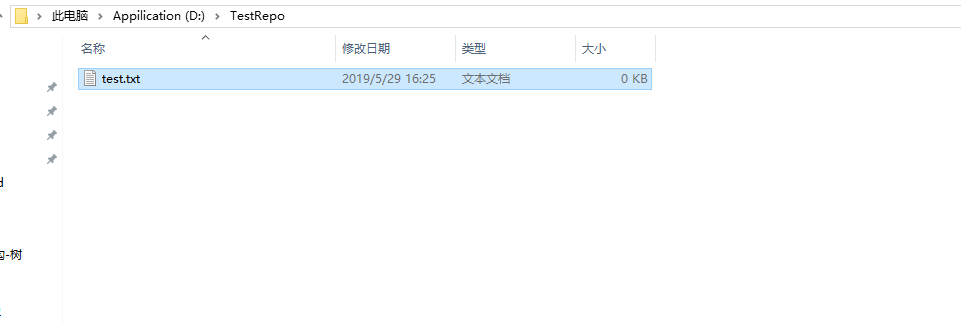 此电脑 > Appilication (D:) > TestRepo
名称 修改日期 类型 大小
test.txt 2019/5/29 16:25 文本文档 0 KB
-树